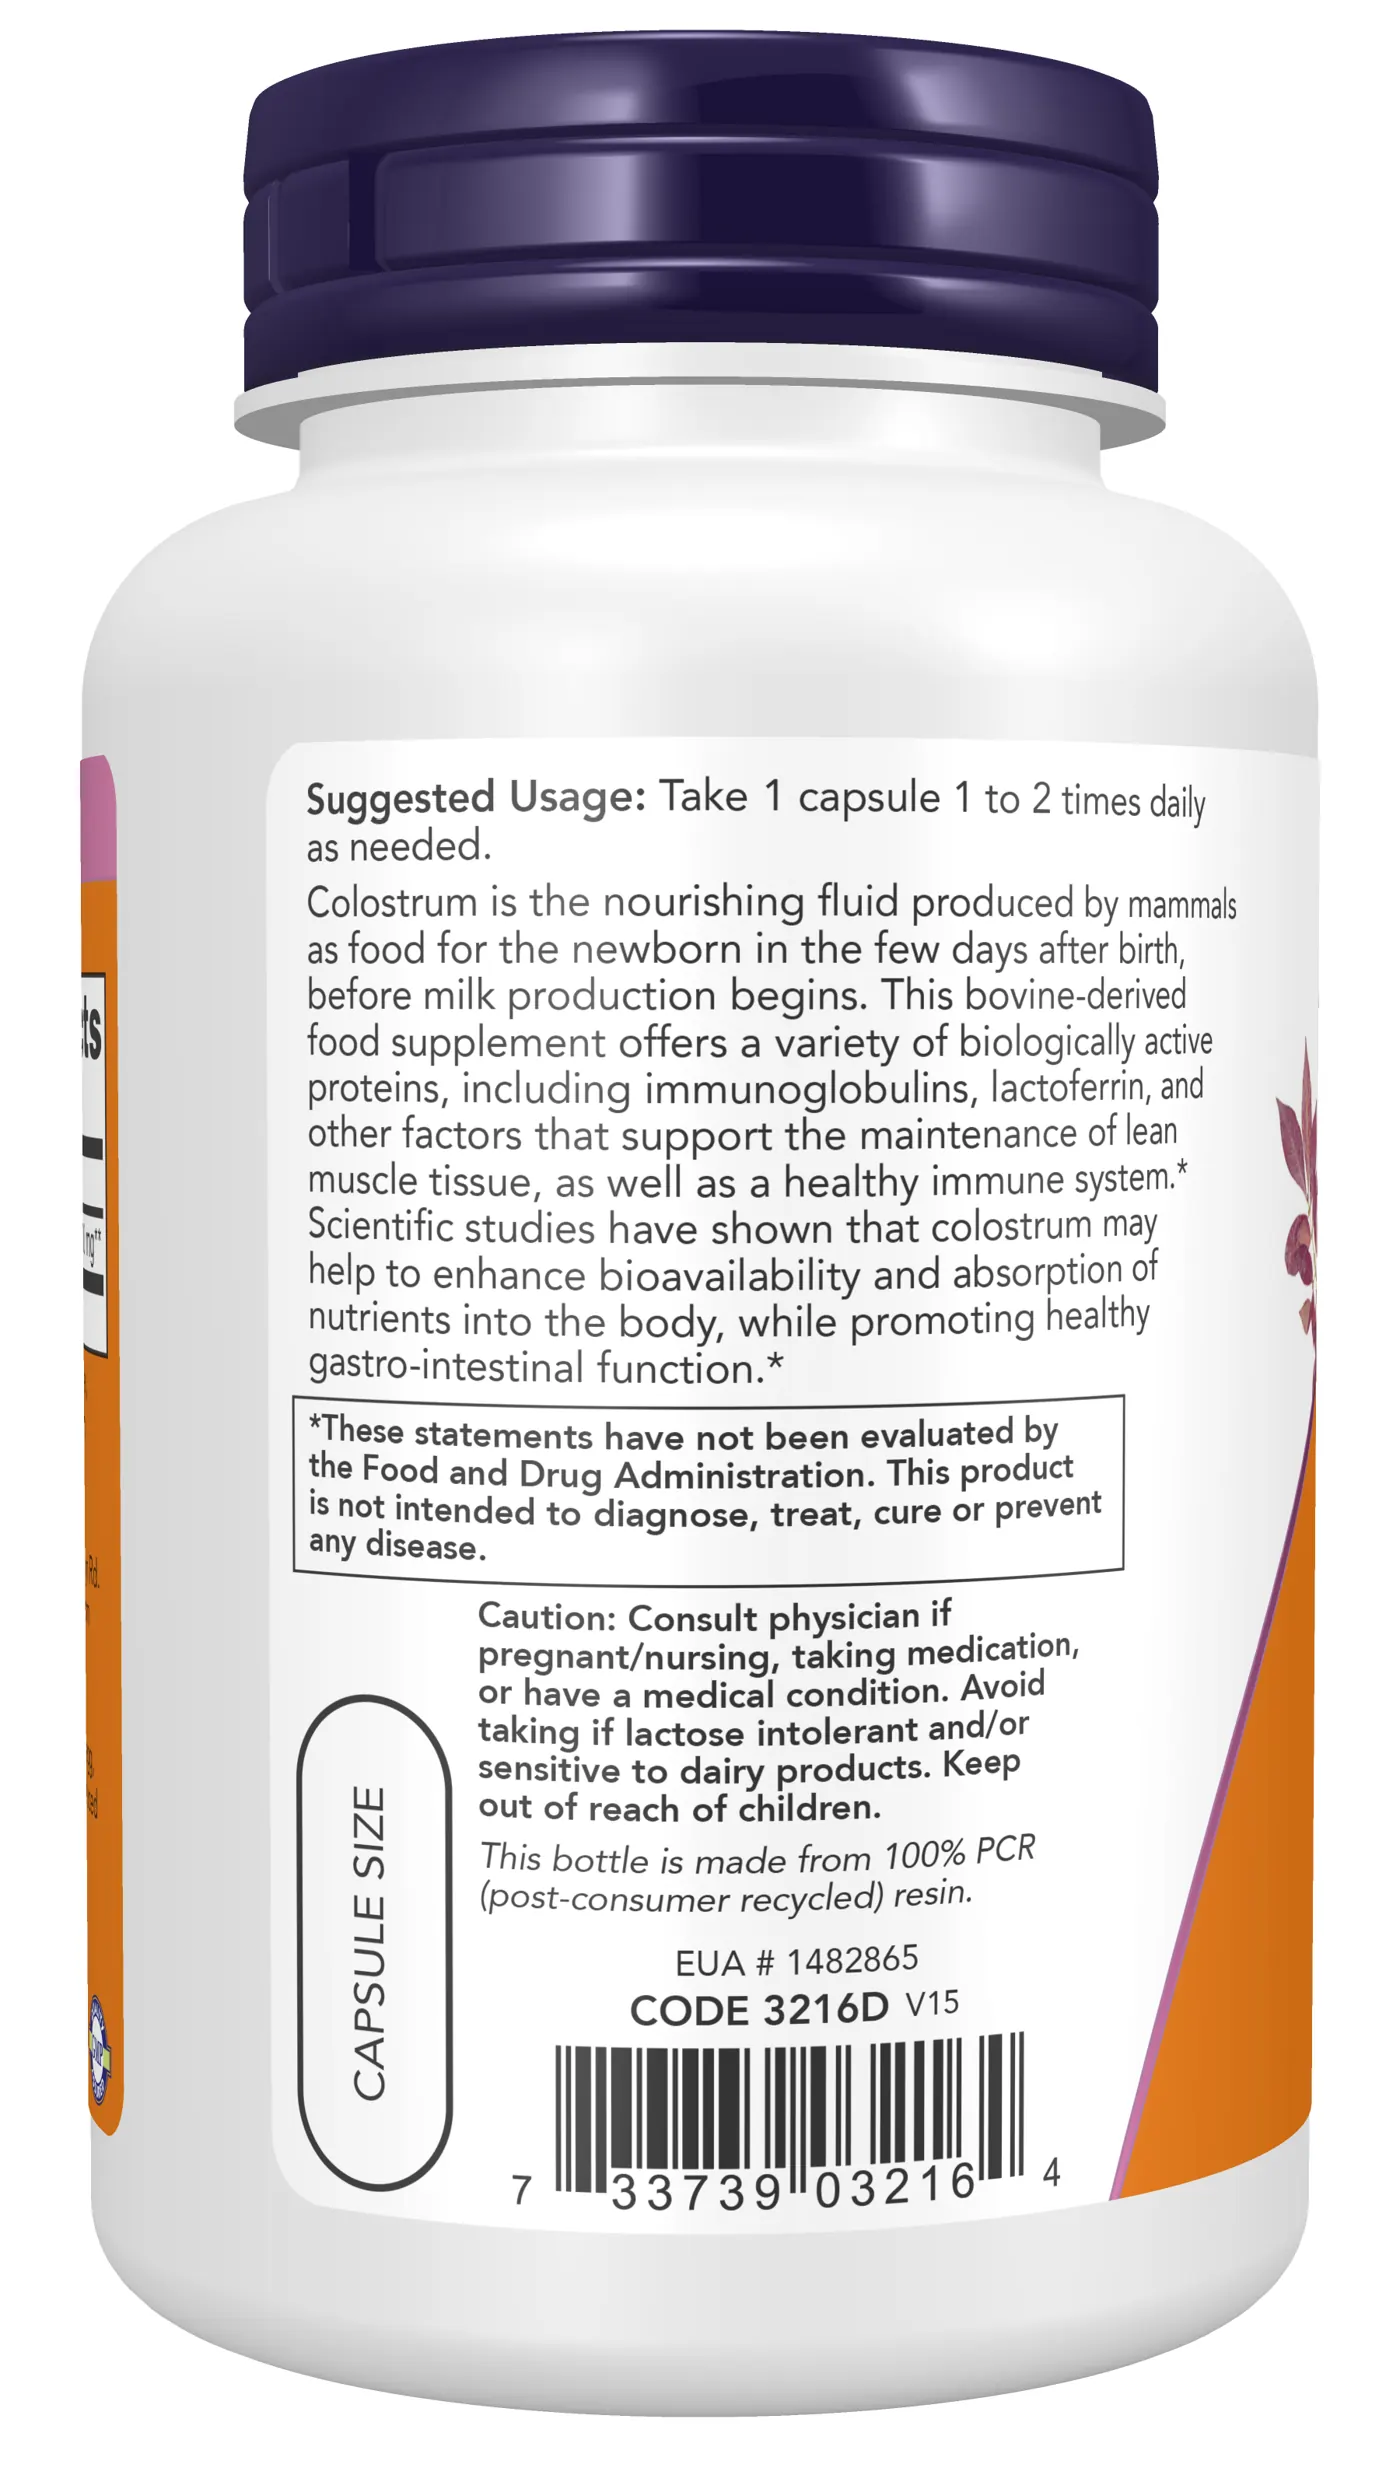 Suggested Usage: Take 1 capsule 1 to 2 times daily
as needed.
Colostrum is the nourishing fluid produced by mammals
as food for the newborn in the few days after birth,
before milk production begins. This bovine-derived
food supplement offers a variety of biologically active
proteins, including immunoglobulins, lactoferrin, and
other factors that support the maintenance of lean
muscle tissue, as well as a healthy immune system.*
Scientific studies have shown that colostrum may
help to enhance bioavailability and absorption of
nutrients into the body, while promoting healthy
gastro-intestinal function.*
*These statements have not been evaluated by
the Food and Drug Administration. This product
is not intended to diagnose, treat, cure or prevent
any disease.
Caution: Consult physician if
pregnant/nursing, taking medication,
or have a medical condition. Avoid
taking if lactose intolerant and/or
sensitive to dairy products. Keep
out of reach of children.
This bottle is made from 100% PCR
(post-consumer recycled) resin.
CAPSULE SIZE
EUA # 1482865
CODE 3216D V15
7 33739 03216 4